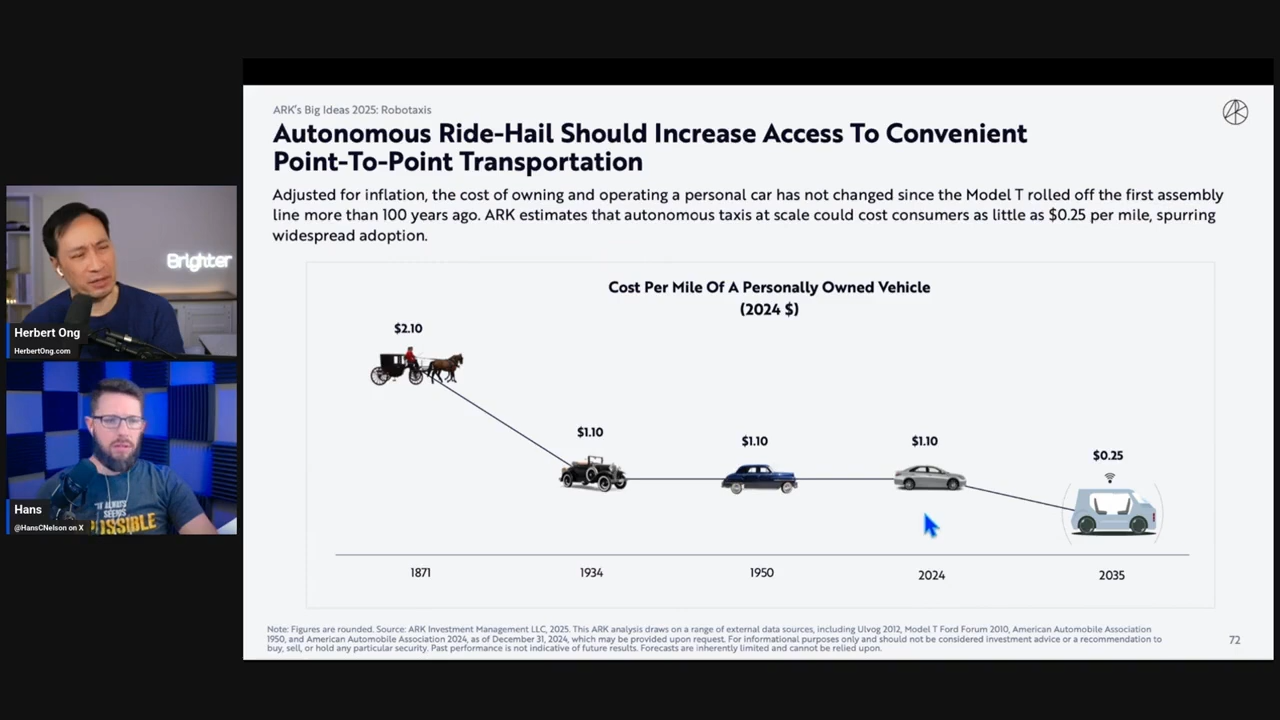 ARK's Big Ideas 2025: Robotaxis
Autonomous Ride-Hail Should Increase Access To Convenient
Point-To-Point Transportation
Adjusted for inflation, the cost of owning and operating a personal car has not changed since the Model T rolled off the first assembly
line more than 100 years ago. ARK estimates that autonomous taxis at scale could cost consumers as little as $0.25 per mile, spurring
widespread adoption.
Cost Per Mile Of A Personally Owned Vehicle
(2024 $)
$2.10
$1.10
$1.10
$1.10
$0.25
1871
1934
1950
2024
2035
Note: Figures are rounded. Source: ARK Investment Management LLC, 2025. This ARK analysis draws on a range of external data sources, including Ulvog 2012, Model T Ford Forum 2010, American Automobile Association
1950, and American Automobile Association 2024, as of December 31, 2024, which may be provided upon request. For informational purposes only and should not be considered investment advice or a recommendation to
buy, sell, or hold any particular security. Past performance is not indicative of future results. Forecasts are inherently limited and cannot be relied upon.
72
Brighter
Herbert Ong
HerbertOng.com
ALWAYS
SEEMS
Hans
@HansCNelson on X